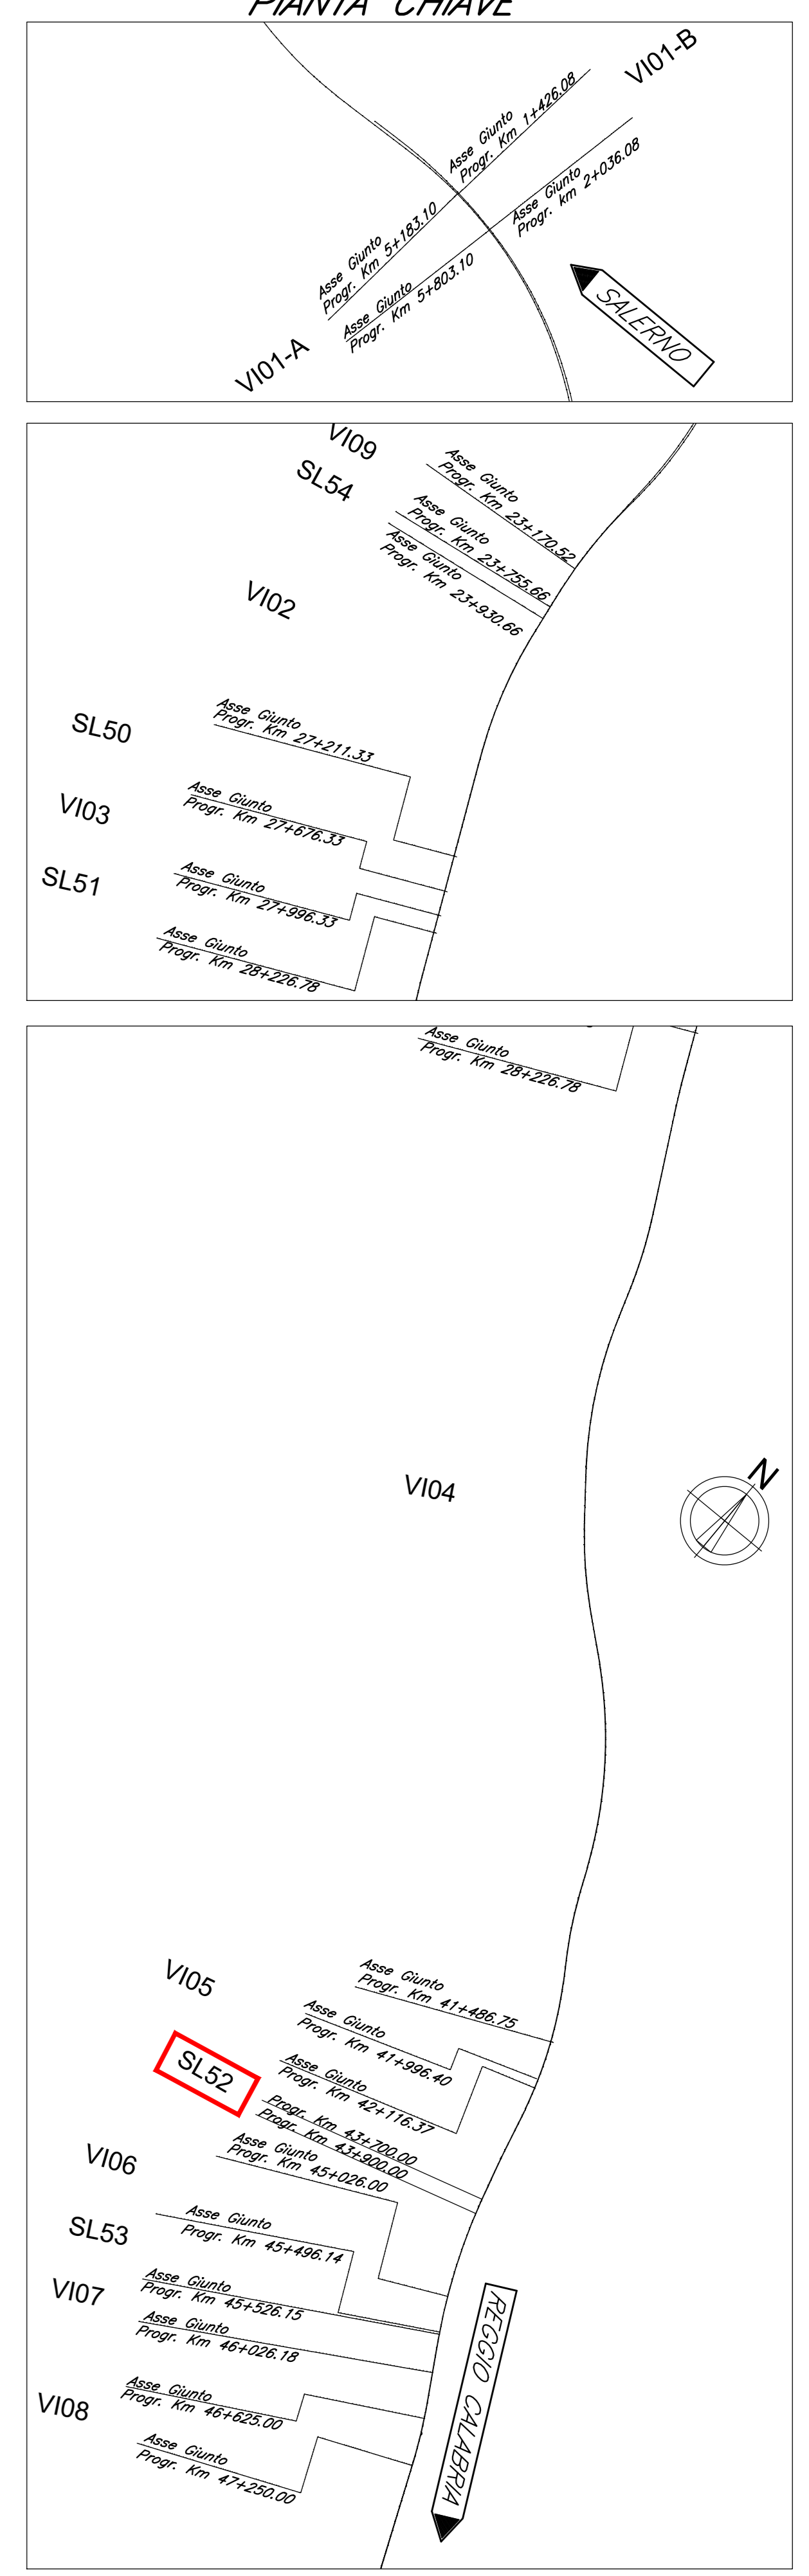 PIANTA CHIAVE
VI01-B
Asse Giunto
Progr. Km 1+426.08
Asse Giunto
Progr. km 2+036.08
Asse Giunto
Progr. Km 5+183.10
Asse Giunto
Progr. Km 5+803.10
VI01-A
SALERNO
VI09
SL54
Asse Giunto
Progr. Km 23+170.52
Asse Giunto
Progr. Km 23+755.66
Asse Giunto
Progr. Km 23+930.66
VI02
SL50
Asse Giunto
Progr. Km 27+211.33
VI03
Asse Giunto
Progr. Km 27+676.33
SL51
Asse Giunto
Progr. Km 27+996.33
Asse Giunto
Progr. Km 28+226.78
Asse Giunto
Progr. Km 28+226.78
N
VI04
VI05
Asse Giunto
Progr. Km 41+486.75
Asse Giunto
Progr. Km 41+996.40
SL52
Asse Giunto
Progr. Km 42+116.37
Progr. Km 43+700.00
Progr. Km 43+900.00
VI06
Asse Giunto
Progr. Km 45+026.00
SL53
Asse Giunto
Progr. Km 45+496.14
VI07
Asse Giunto
Progr. Km 45+526.15
Asse Giunto
Progr. Km 46+026.18
VI08
Asse Giunto
Progr. Km 46+625.00
Asse Giunto
Progr. Km 47+250.00
REGGIO CALABRIA